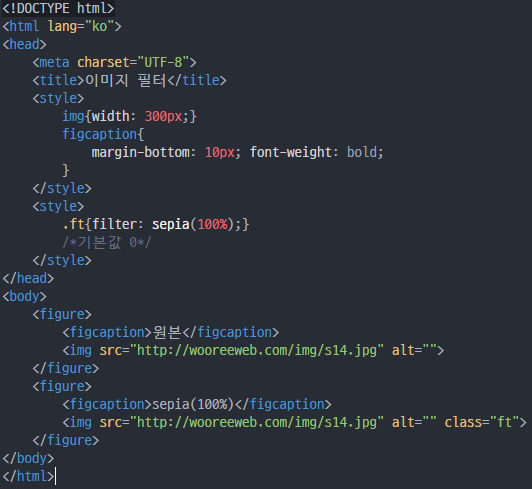 <!DOCTYPE html>
<html lang="ko">
<head>
    <meta charset="UTF-8">
    <title>이미지 필터</title>
    <style>
        img{width: 300px;}
        figcaption{
            margin-bottom: 10px; font-weight: bold;
        }
    </style>
    <style>
        .ft{filter: sepia(100%);}
        /*기본값 0*/
    </style>
</head>
<body>
    <figure>
        <figcaption>원본</figcaption>
        <img src="http://wooreeweb.com/img/s14.jpg" alt="">
    </figure>
    <figure>
        <figcaption>sepia(100%)</figcaption>
        <img src="http://wooreeweb.com/img/s14.jpg" alt="" class="ft">
    </figure>
</body>
</html>